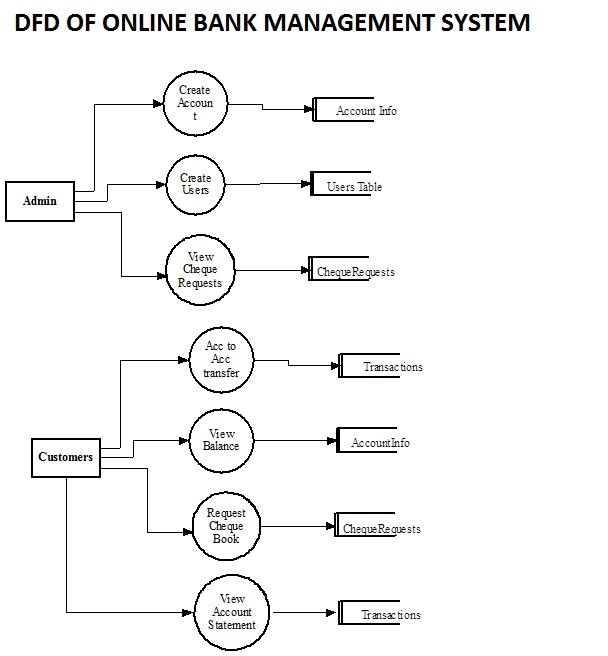 DFD OF ONLINE BANK MANAGEMENT SYSTEM
Create
Accoun
t
Account Info
Create
Users
Users Table
Admin
View
Cheque
Requests
ChequeRequests
Acc to
Acc
transfer
Transactions
View
Balance
AccountInfo
Customers
Request
Cheque
Book
ChequeRequests
View
Account
Statement
Transactions